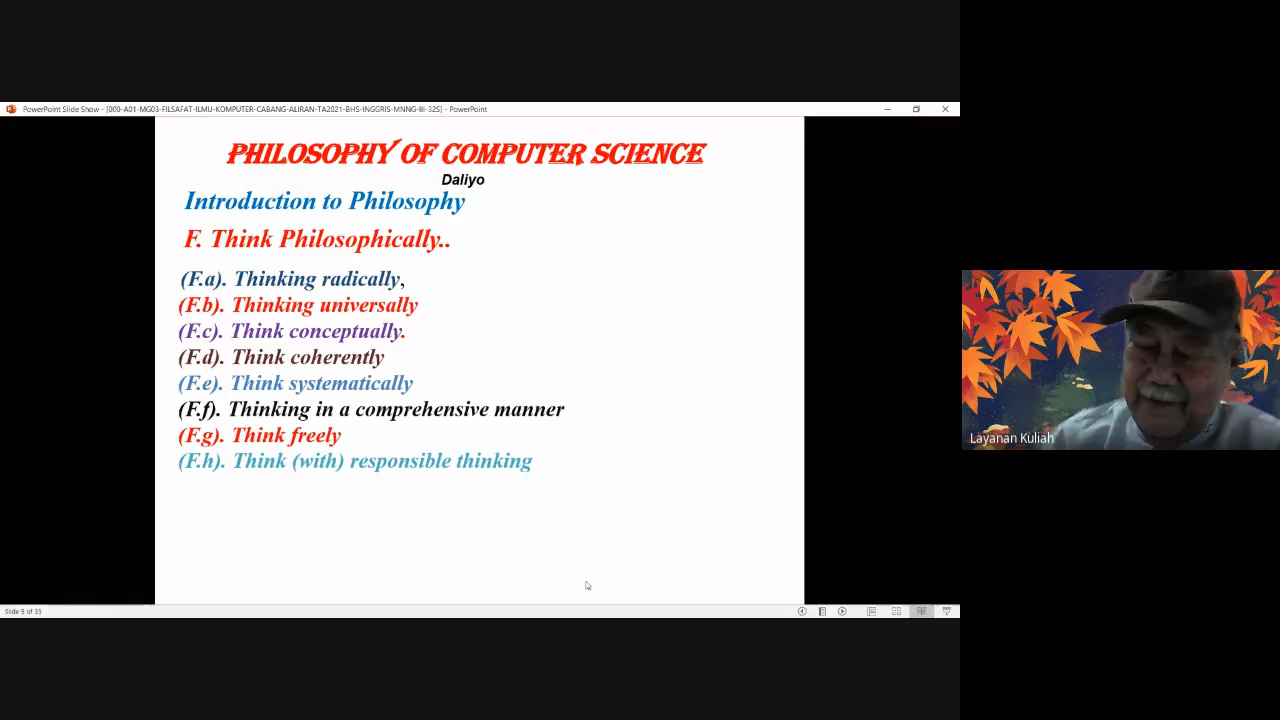 PowerPoint Slide Show - [000-A01-MG03-FILSAFAT-ILMU-KOMPUTER-CABANG-ALIRAN-TA2021-BHS-INGGRIS-MNNG-III-32S] - PowerPoint
PHILOSOPHY OF COMPUTER SCIENCE
Daliyo
Introduction to Philosophy
F. Think Philosophically..
(F.a). Thinking radically,
(F.b). Thinking universally
(F.c). Think conceptually.
(F.d). Think coherently
(F.e). Think systematically
(F.f). Thinking in a comprehensive manner
(F.g). Think freely
(F.h). Think (with) responsible thinking
Layanan Kuliah
Slide 5 of 33